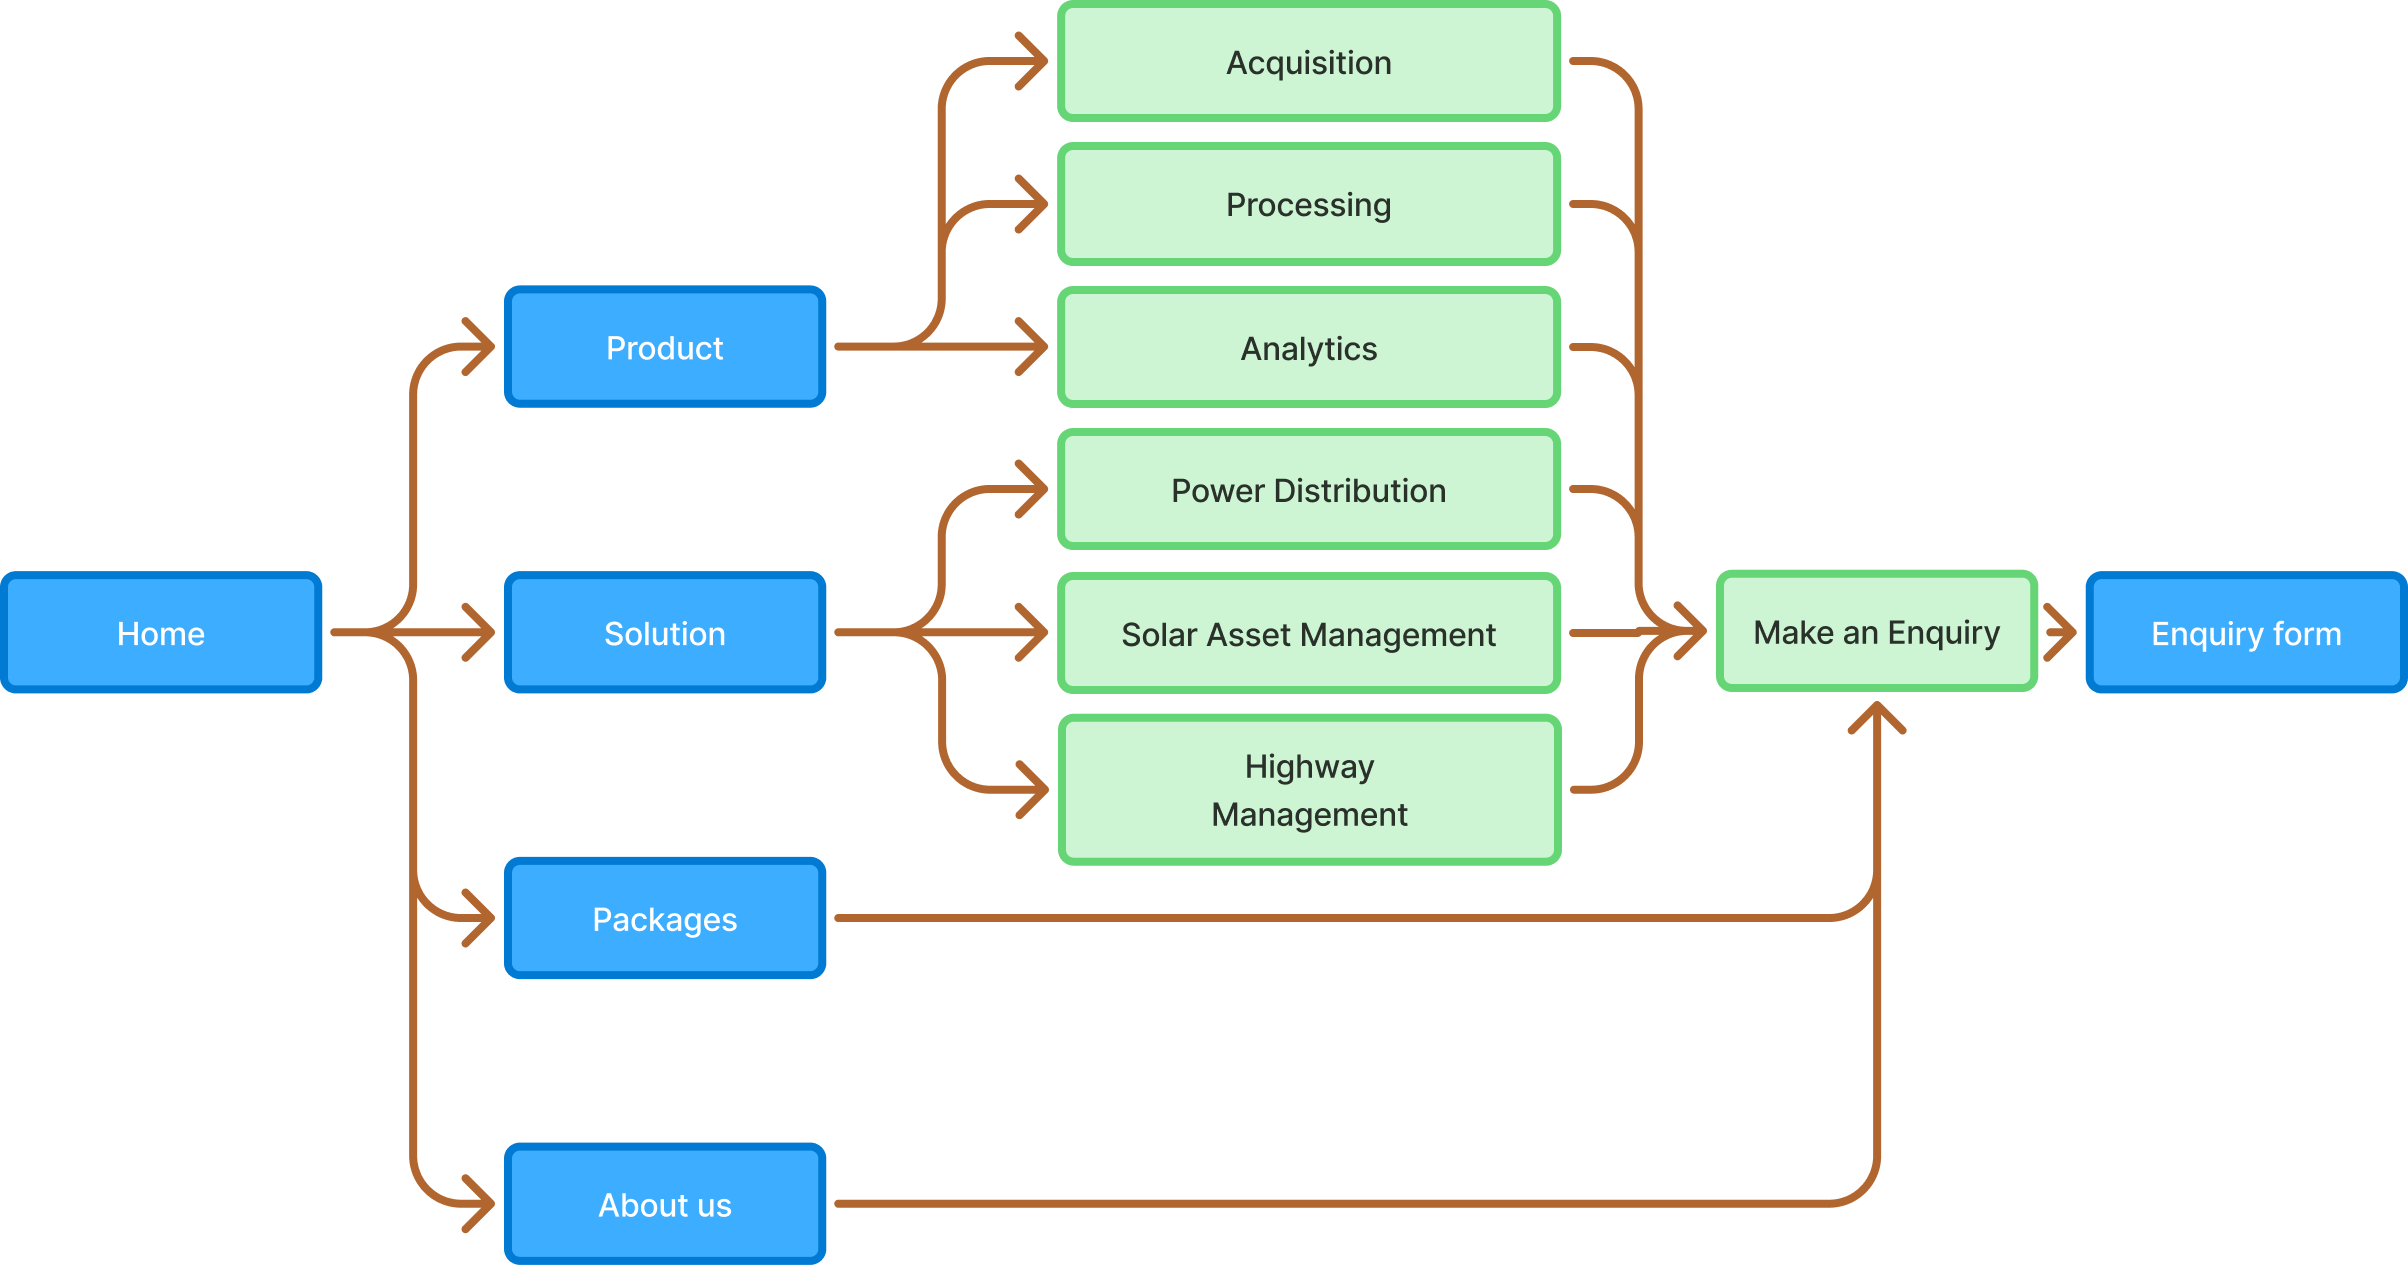 Home
Product
Solution
Packages
About us
Acquisition
Processing
Analytics
Power Distribution
Solar Asset Management
Highway
Management
Make an Enquiry
Enquiry form